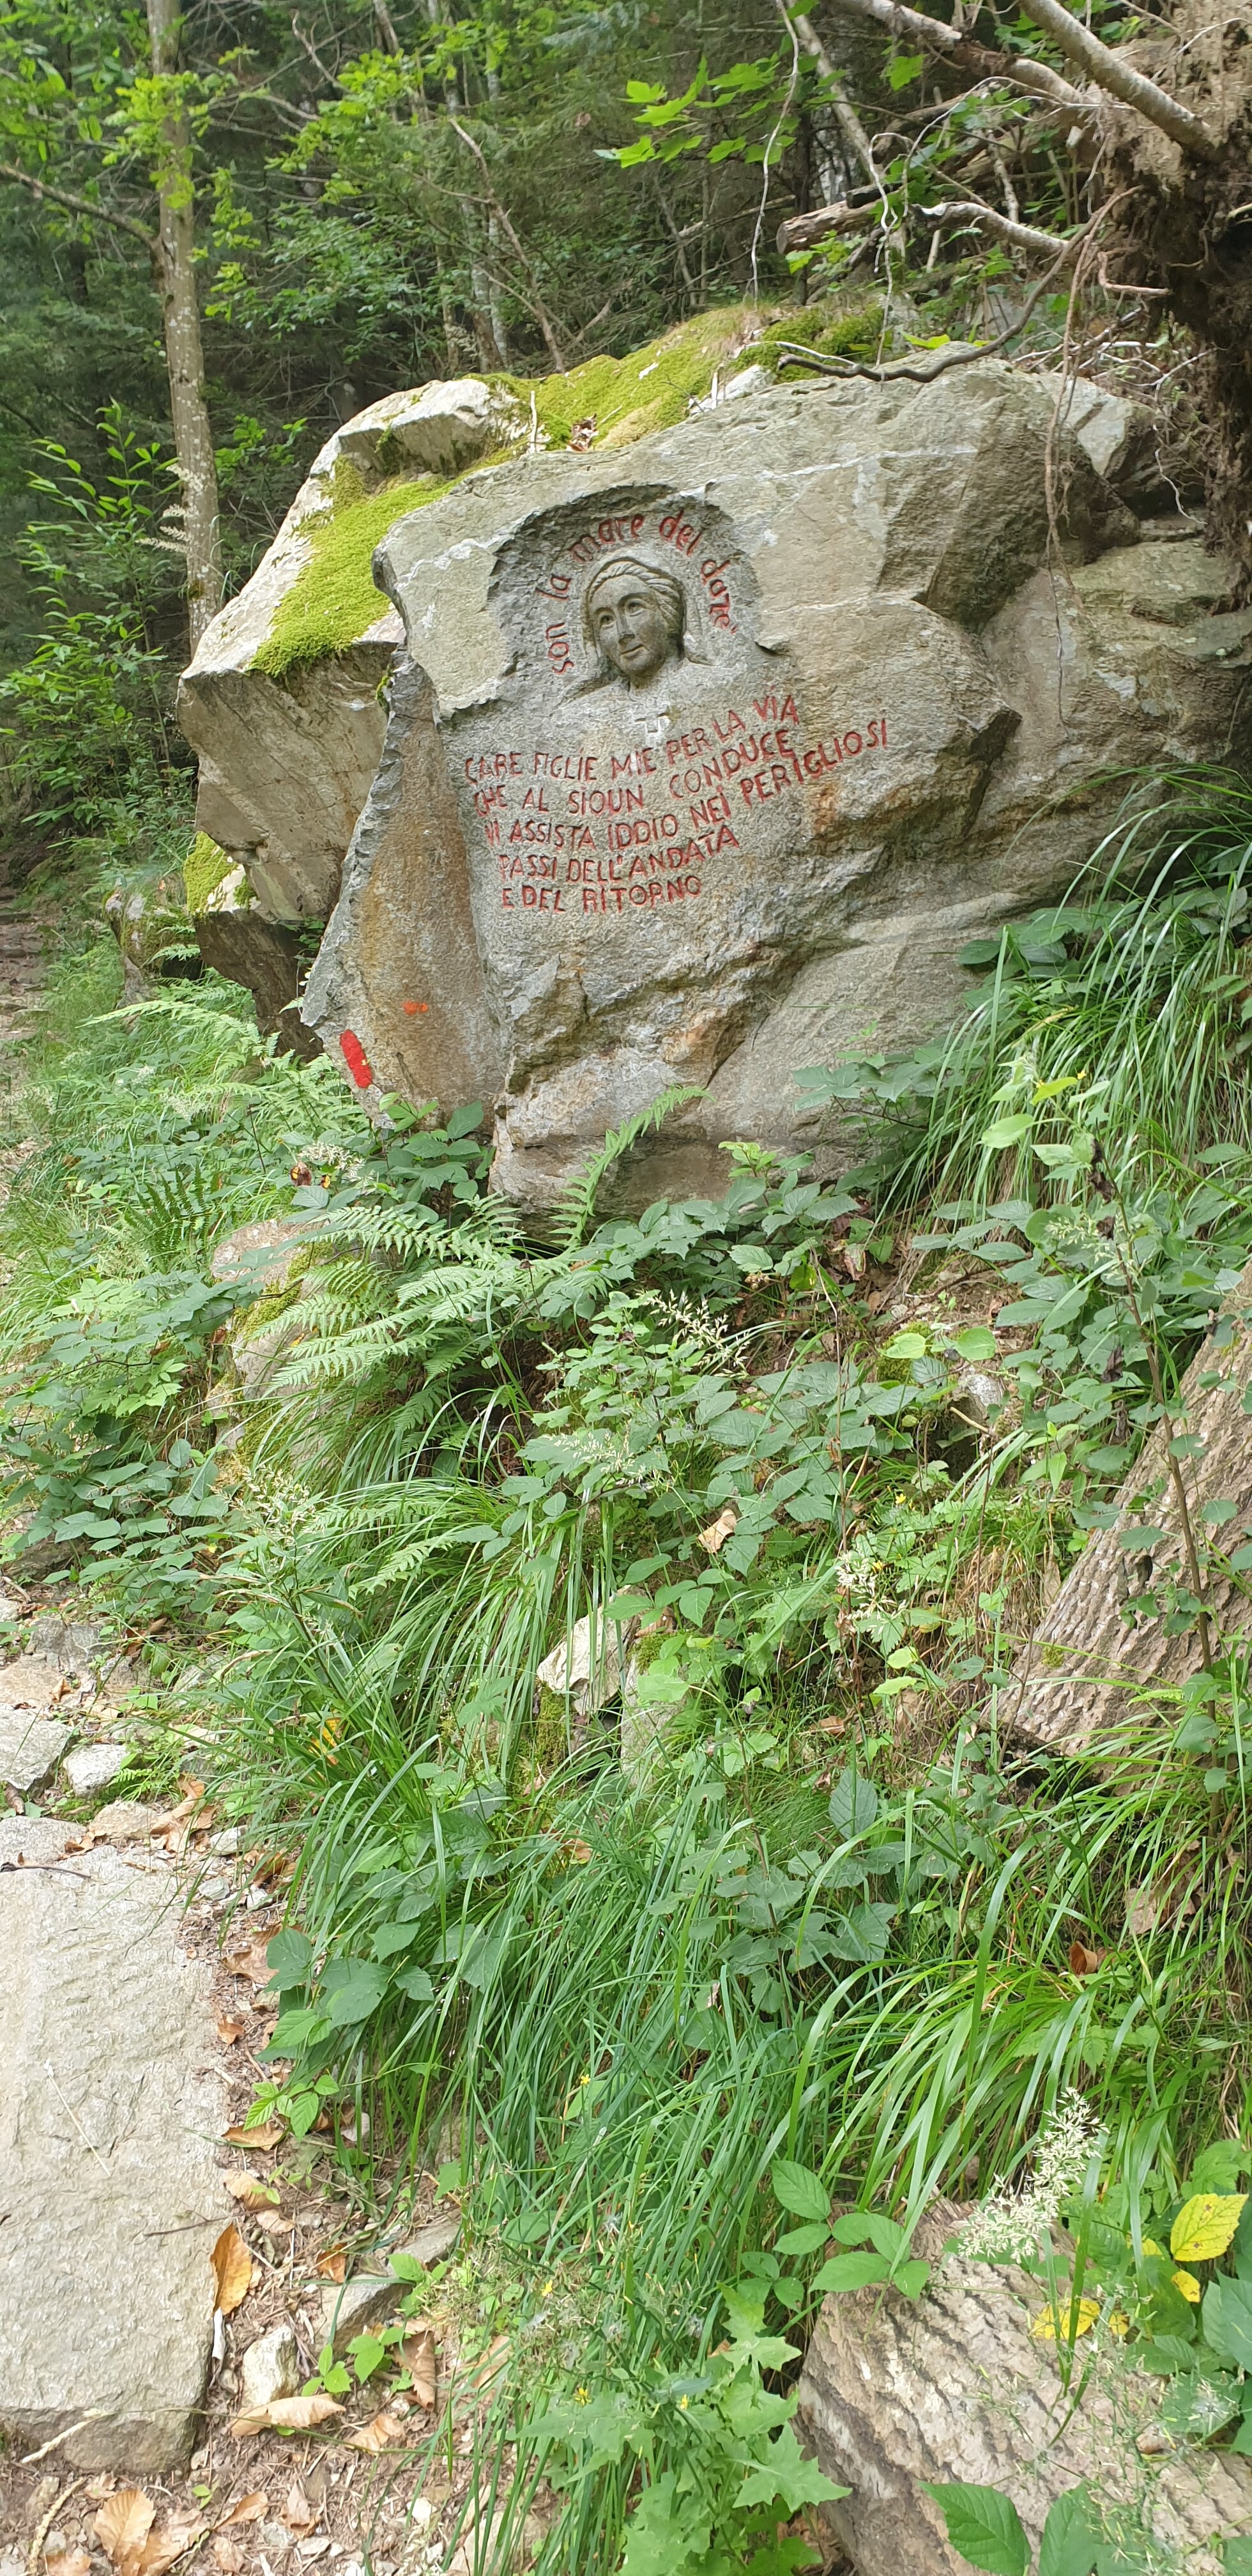 son la mare del dazé
CARE FIGLIE MIE PER LA VIA
CHE AL SIOUN CONDUCE
VI ASSISTA IDDIO NEI PERIGLIOSI
PASSI DELL'ANDATA
E DEL RITORNO